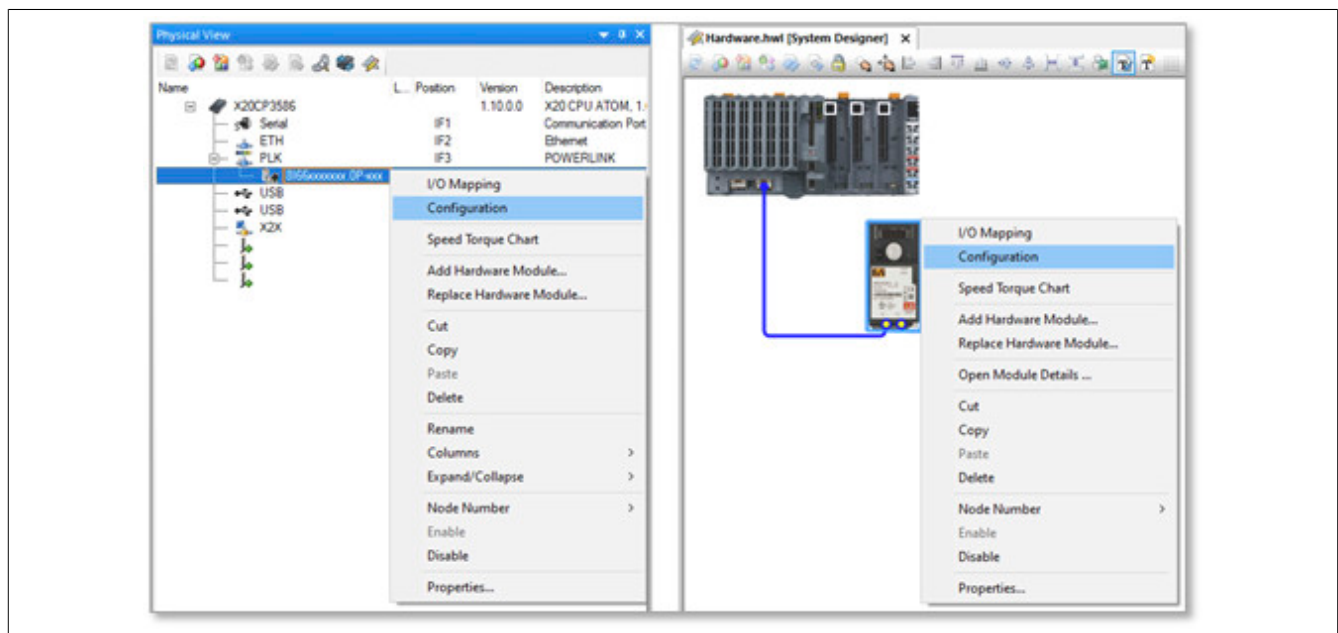 Physical View
Name L... Position Version Description
X20CP3586 1.10.0.0 X20 CPU ATOM, 1.
Serial IF1 Communication Port
ETH IF2 Ethernet
PLK IF3 POWERLINK
8I66xxxxxxx.0P-xxx
USB
USB
X2X
I/O Mapping
Configuration
Speed Torque Chart
Add Hardware Module...
Replace Hardware Module...
Cut
Copy
Paste
Delete
Rename
Columns
Expand/Collapse
Node Number
Enable
Disable
Properties...
Hardware.hwl [System Designer]
I/O Mapping
Configuration
Speed Torque Chart
Add Hardware Module...
Replace Hardware Module...
Open Module Details ...
Cut
Copy
Paste
Delete
Node Number
Enable
Disable
Properties...